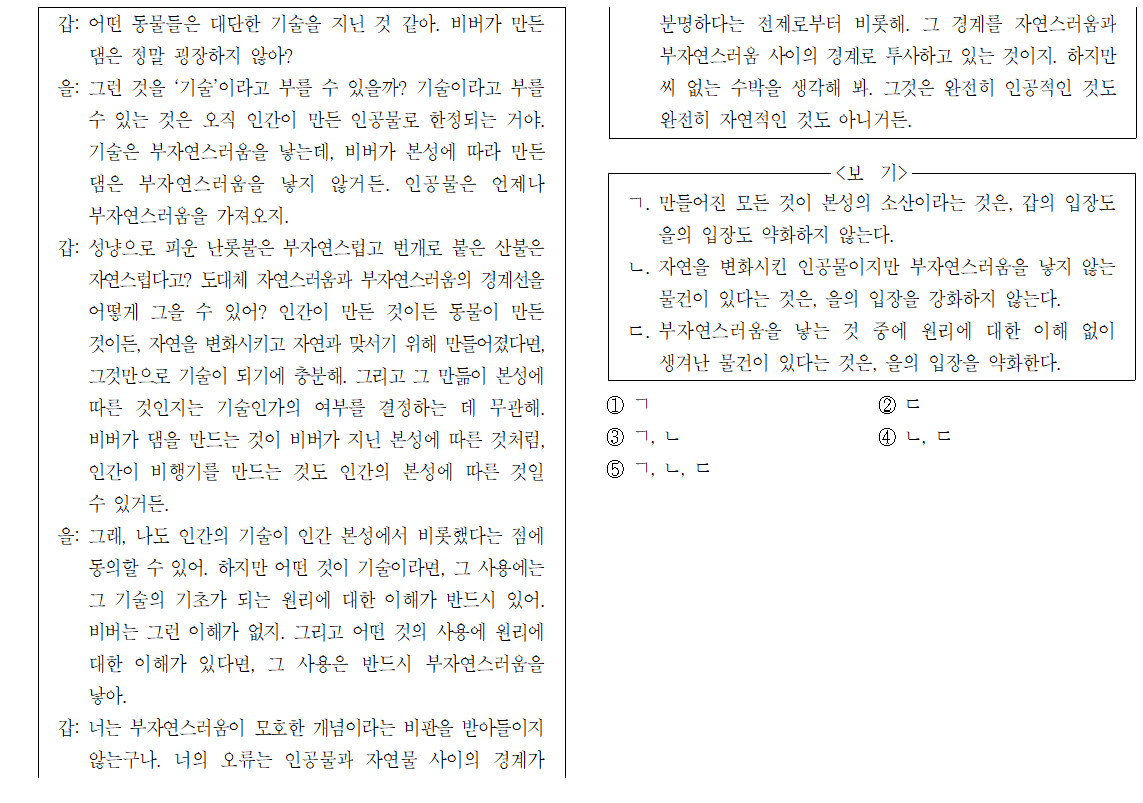 갑: 어떤 동물들은 대단한 기술을 지닌 것 같아. 비버가 만든
댐은 정말 굉장하지 않아?
을: 그런 것을 ‘기술’이라고 부를 수 있을까? 기술이라고 부를
수 있는 것은 오직 인간이 만든 인공물로 한정되는 거야.
기술은 부자연스러움을 낳는데, 비버가 본성에 따라 만든
댐은 부자연스러움을 낳지 않거든. 인공물은 언제나
부자연스러움을 가져오지.
갑: 성냥으로 피운 난롯불은 부자연스럽고 번개로 붙은 산불은
자연스럽다고? 도대체 자연스러움과 부자연스러움의 경계선을
어떻게 그을 수 있어? 인간이 만든 것이든 동물이 만든
것이든, 자연을 변화시키고 자연과 맞서기 위해 만들어졌다면,
그것만으로 기술이 되기에 충분해. 그리고 그 만듦이 본성에
따른 것인지는 기술인가의 여부를 결정하는 데 무관해.
비버가 댐을 만드는 것이 비버가 지닌 본성에 따른 것처럼,
인간이 비행기를 만드는 것도 인간의 본성에 따른 것일
수 있거든.
을: 그래, 나도 인간의 기술이 인간 본성에서 비롯했다는 점에
동의할 수 있어. 하지만 어떤 것이 기술이라면, 그 사용에는
그 기술의 기초가 되는 원리에 대한 이해가 반드시 있어.
비버는 그런 이해가 없지. 그리고 어떤 것의 사용에 원리에
대한 이해가 있다면, 그 사용은 반드시 부자연스러움을
낳아.
갑: 너는 부자연스러움이 모호한 개념이라는 비판을 받아들이지
않는구나. 너의 오류는 인공물과 자연물 사이의 경계가
분명하다는 전제로부터 비롯해. 그 경계를 자연스러움과
부자연스러움 사이의 경계로 투사하고 있는 것이지. 하지만
씨 없는 수박을 생각해 봐. 그것은 완전히 인공적인 것도
완전히 자연적인 것도 아니거든.
<보 기>
ㄱ. 만들어진 모든 것이 본성의 소산이라는 것은, 갑의 입장도
을의 입장도 약화하지 않는다.
ㄴ. 자연을 변화시킨 인공물이지만 부자연스러움을 낳지 않는
물건이 있다는 것은, 을의 입장을 강화하지 않는다.
ㄷ. 부자연스러움을 낳는 것 중에 원리에 대한 이해 없이
생겨난 물건이 있다는 것은, 을의 입장을 약화한다.
① ㄱ ② ㄷ
③ ㄱ, ㄴ ④ ㄴ, ㄷ
⑤ ㄱ, ㄴ, ㄷ